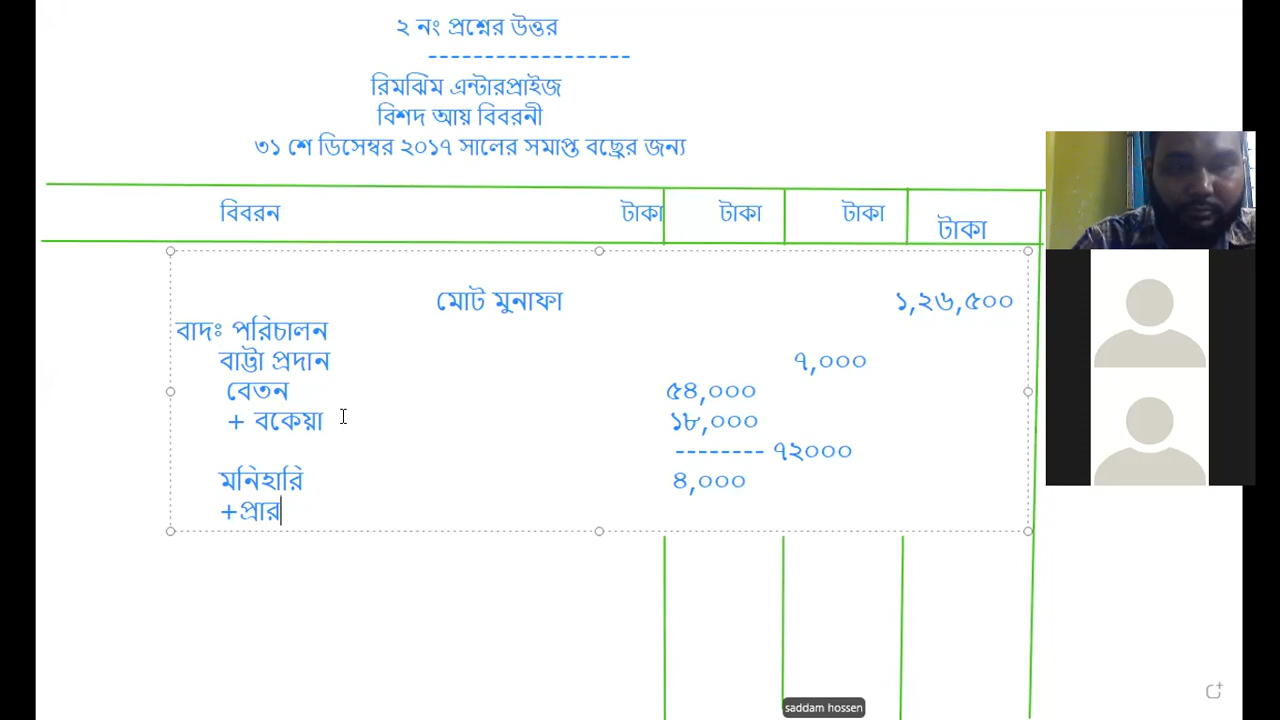 ২ নং প্রশ্নের উত্তর
------------------
রিমঝিম এন্টারপ্রাইজ
বিশদ আয় বিবরনী
৩১ শে ডিসেম্বর ২০১৭ সালের সমাপ্ত বছ্রের জন্য
বিবরন টাকা টাকা টাকা টাকা
মোট মুনাফা ১,২৬,৫০০
বাদঃ পরিচালন
বাট্টা প্রদান ৭,০০০
বেতন ৫৪,০০০
+ বকেয়া ১৮,০০০
-------- ৭২০০০
মনিহারি ৪,০০০
+প্রার
saddam hossen